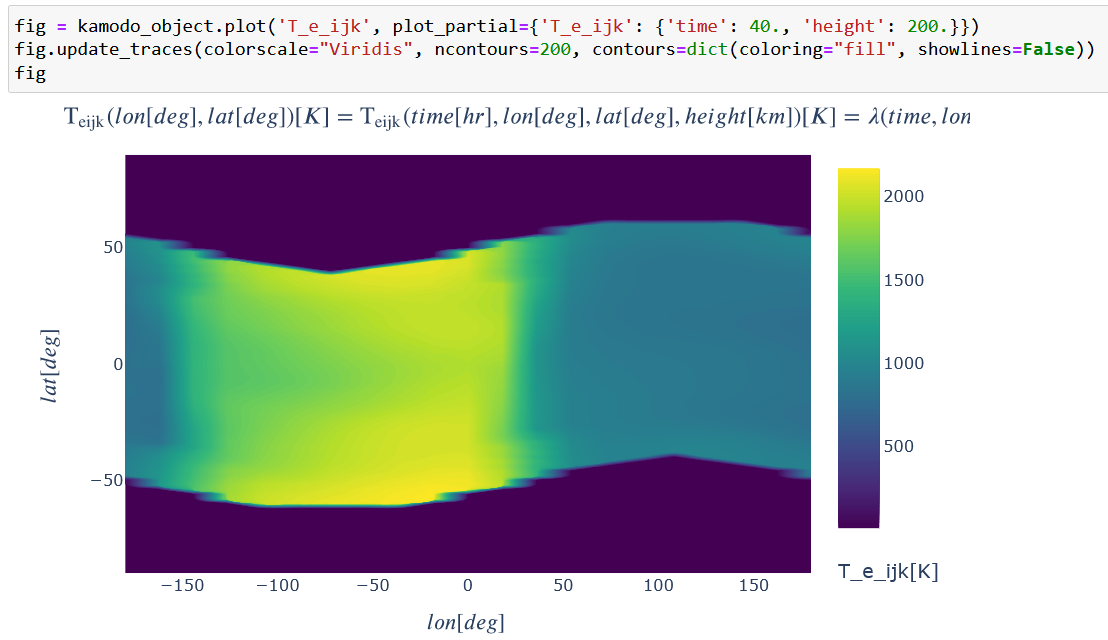 fig = kamodo_object.plot('T_e_ijk', plot_partial={'T_e_ijk': {'time': 40., 'height': 200.}})
fig.update_traces(colorscale="Viridis", ncontours=200, contours=dict(coloring="fill", showlines=False))
fig
T_eijk(lon[deg], lat[deg])[K] = T_eijk(time[hr], lon[deg], lat[deg], height[km])[K] = λ(time, lon
50
0
−50
lat[deg]
−150 −100 −50 0 50 100 150
lon[deg]
2000
1500
1000
500
T_e_ijk[K]